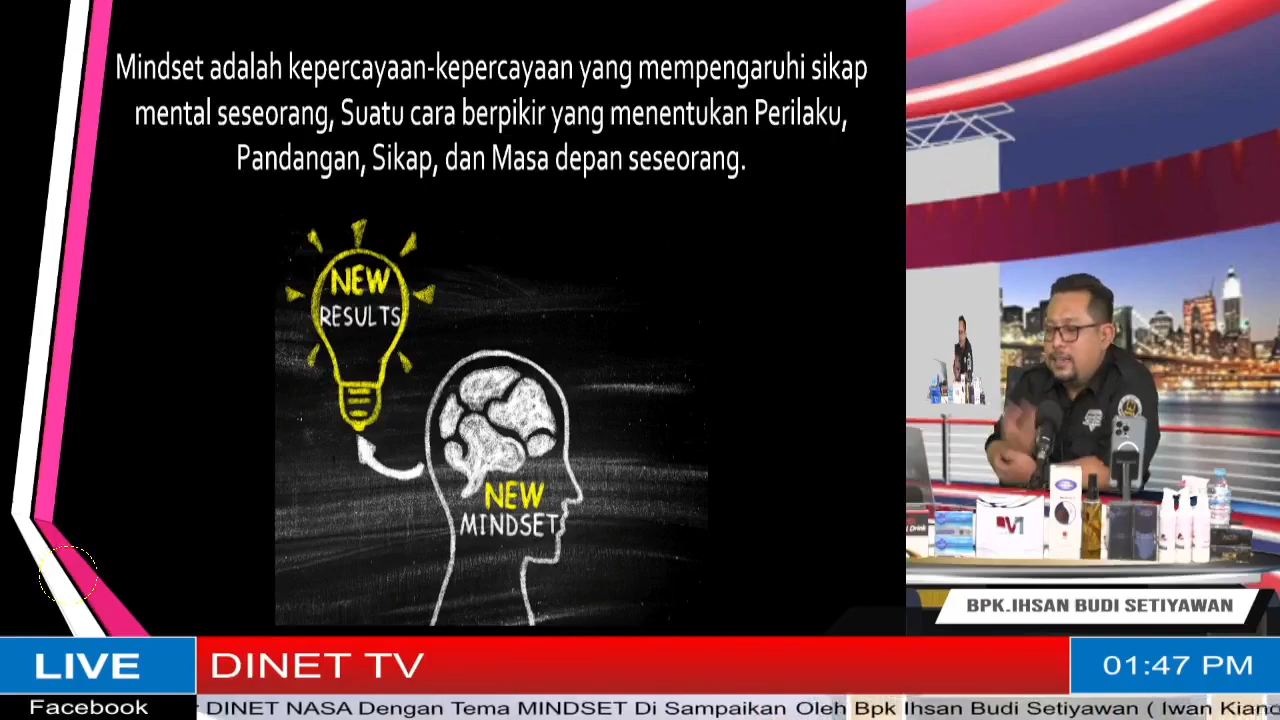 Mindset adalah kepercayaan-kepercayaan yang mempengaruhi sikap
mental seseorang, Suatu cara berpikir yang menentukan Perilaku,
Pandangan, Sikap, dan Masa depan seseorang.
NEW
RESULTS
NEW
MINDSET
BPK.IHSAN BUDI SETIYAWAN
LIVE
DINET TV
01:47 PM
Facebook
DINET NASA Dengan Tema MINDSET Di Sampaikan Oleh Bpk Ihsan Budi Setiyawan ( Iwan